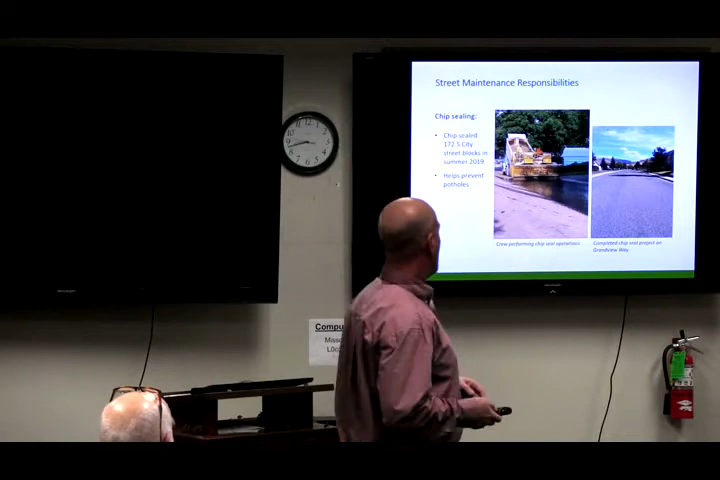 Street Maintenance Responsibilities
Chip sealing:
• Chip sealed
172.5 City
street blocks in
summer 2019
• Helps prevent
potholes
Crew performing chip seal operations
Completed chip seal project on
Grandview Way
Compu